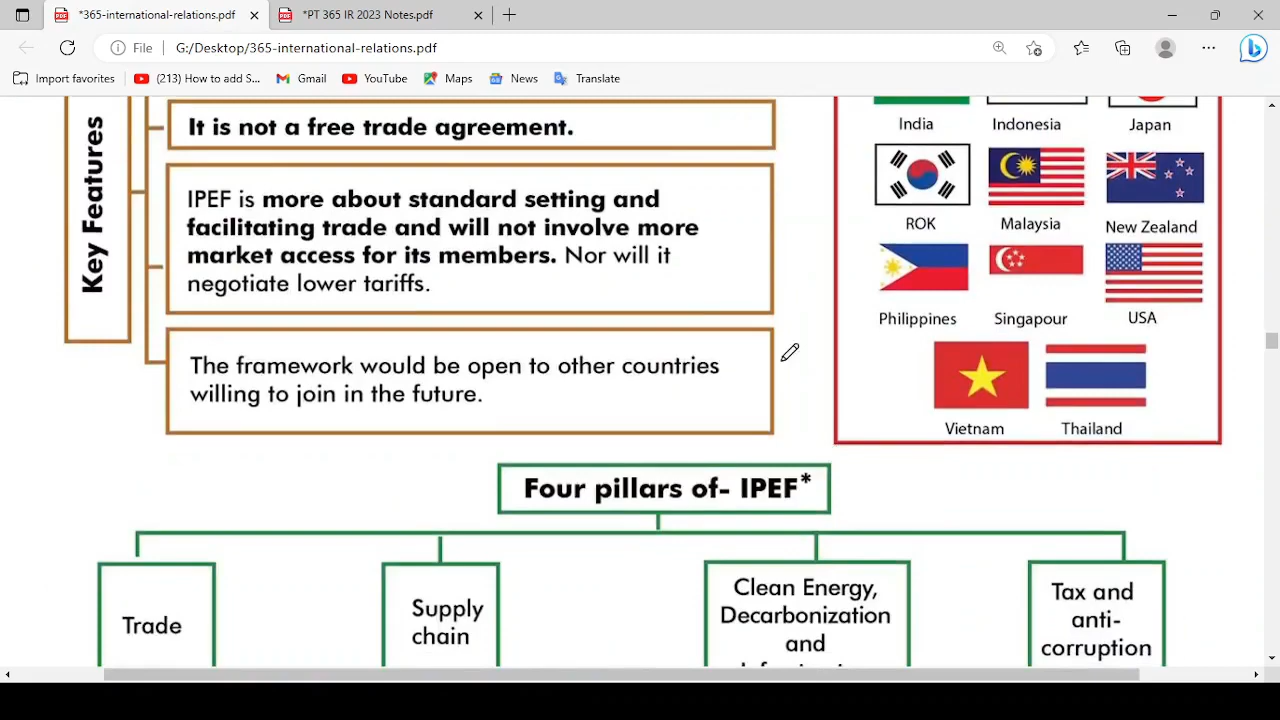 *365-international-relations.pdf
*PT 365 IR 2023 Notes.pdf
File
G:/Desktop/365-international-relations.pdf
Import favorites
(213) How to add S...
Gmail
YouTube
Maps
News
Translate
Key Features
It is not a free trade agreement.
IPEF is more about standard setting and
facilitating trade and will not involve more
market access for its members. Nor will it
negotiate lower tariffs.
The framework would be open to other countries
willing to join in the future.
India
Indonesia
Japan
ROK
Malaysia
New Zealand
Philippines
Singapour
USA
Vietnam
Thailand
Four pillars of- IPEF*
Trade
Supply
chain
Clean Energy,
Decarbonization
and
Tax and
anti-
corruption